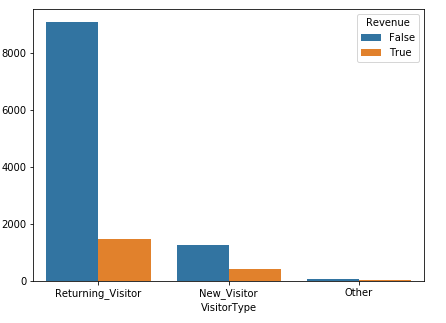 Revenue
False
True
8000
6000
4000
2000
0
Returning_Visitor
New_Visitor
Other
VisitorType